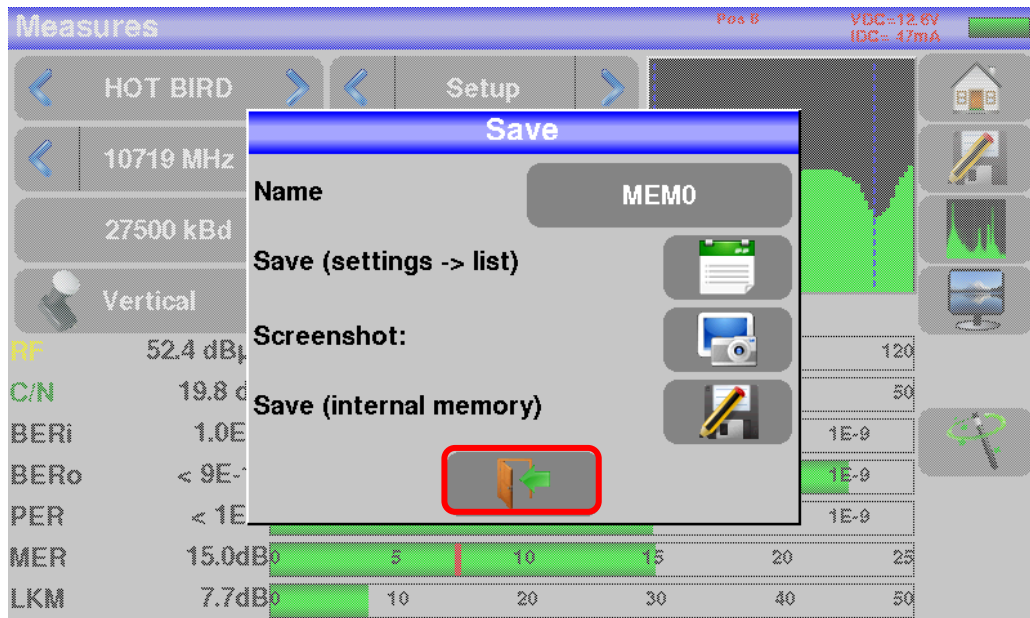 Measures Pos 6 VDC=12.6V
IDC= 47mA
HOT BIRD Setup
10719 MHz
27500 kBd
Vertical
Save
Name MEM0
Save (settings -> list)
Screenshot:
Save (internal memory)
RF 52.4 dBµ 120
C/N 19.8 d 50
BERi 1.0E 1E-9
BERo < 9E- 1E-9
PER < 1E 1E-9
MER 15.0dB 0 5 10 15 20 25
LKM 7.7dB 0 10 20 30 40 50